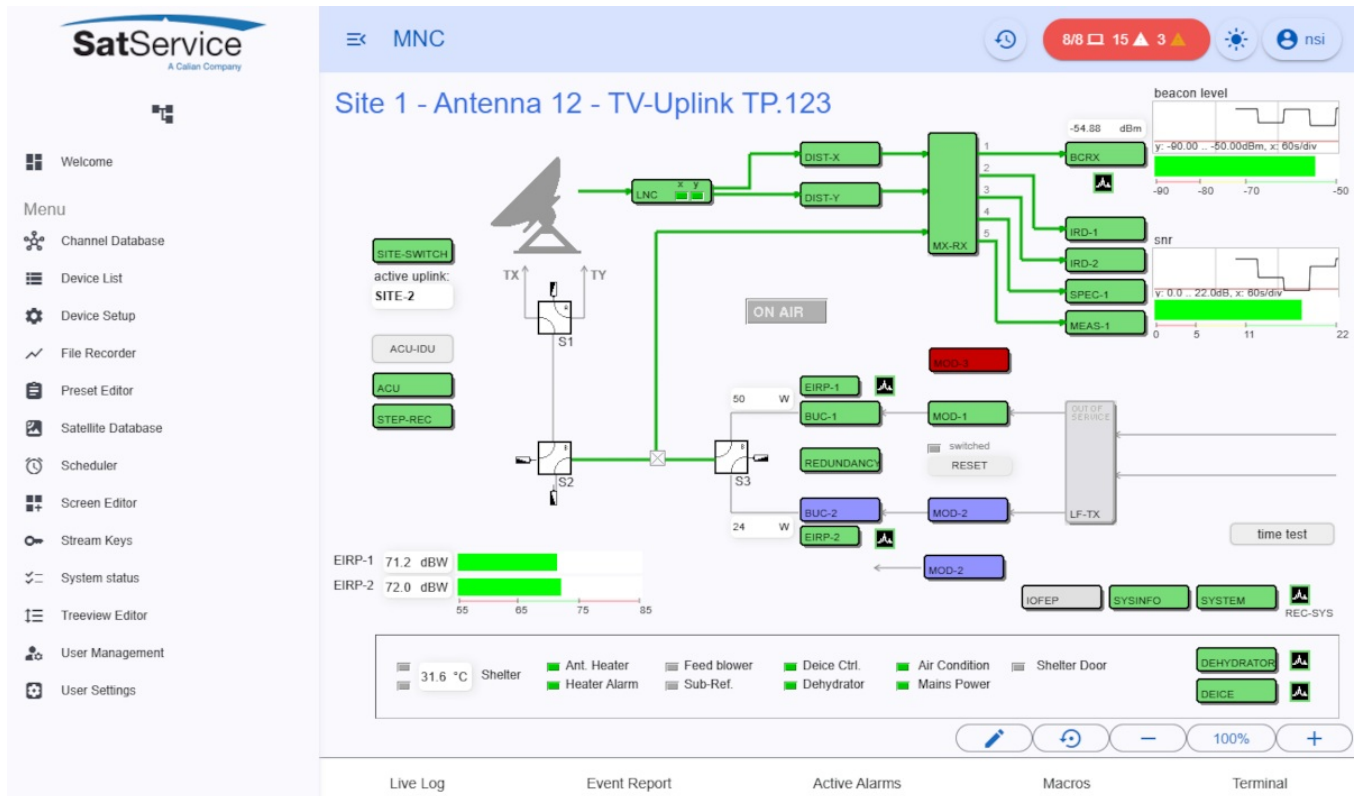 SatService
A Calian Company
MNC
8/8 15 3
nsi
Welcome
Menu
Channel Database
Device List
Device Setup
File Recorder
Preset Editor
Satellite Database
Scheduler
Screen Editor
Stream Keys
System status
Treeview Editor
User Management
User Settings
Site 1 - Antenna 12 - TV-Uplink TP.123
beacon level
-54.88 dBm
y: -90.00 .. -50.00dBm, x: 60s/div
-90 -80 -70 -50
DIST-X
DIST-Y
LNC
x y
MX-RX
1
2
3
4
5
BCRX
IRD-1
IRD-2
SPEC-1
MEAS-1
snr
y: 0.0 .. 22.0dB, x: 60s/div
0 5 11 22
SITE-SWITCH
active uplink:
SITE-2
TX TY
S1
ON AIR
ACU-IDU
ACU
STEP-REC
MOD-3
EIRP-1
50 W
BUC-1
MOD-1
OUT OF
SERVICE
switched
RESET
REDUNDANCY
S2
S3
BUC-2
MOD-2
LF-TX
24 W
EIRP-2
time test
MOD-2
EIRP-1 71.2 dBW
EIRP-2 72.0 dBW
55 65 75 85
IOFEP
SYSINFO
SYSTEM
REC-SYS
31.6 °C Shelter
Ant. Heater
Feed blower
Deice Ctrl.
Air Condition
Shelter Door
Heater Alarm
Sub-Ref.
Dehydrator
Mains Power
DEHYDRATOR
DEICE
100%
Live Log
Event Report
Active Alarms
Macros
Terminal